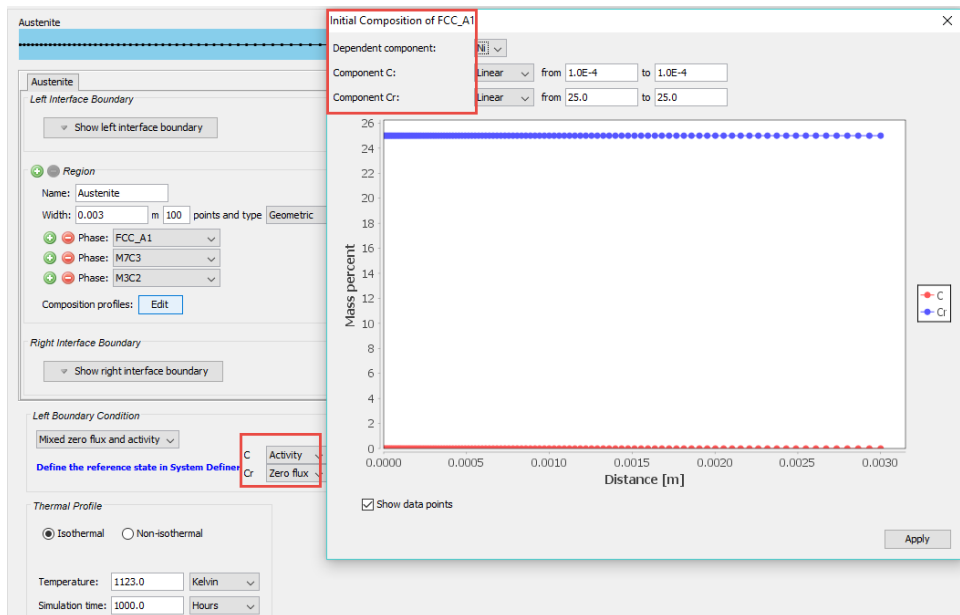 Austenite
Austenite
Left Interface Boundary
Show left interface boundary
Region
Name: Austenite
Width: 0.003 m 100 points and type Geometric
Phase: FCC_A1
Phase: M7C3
Phase: M3C2
Composition profiles: Edit
Right Interface Boundary
Show right interface boundary
Left Boundary Condition
Mixed zero flux and activity
C Activity
Define the reference state in System Definer
Cr Zero flux
Thermal Profile
Isothermal Non-isothermal
Temperature: 1123.0 Kelvin
Simulation time: 1000.0 Hours
Initial Composition of FCC_A1
Dependent component: Ni
Component C: Linear from 1.0E-4 to 1.0E-4
Component Cr: Linear from 25.0 to 25.0
26
24
22
20
18
16
14
12
10
8
6
4
2
0
Mass percent
0.0000 0.0005 0.0010 0.0015 0.0020 0.0025 0.0030
Distance [m]
C
Cr
Show data points
Apply